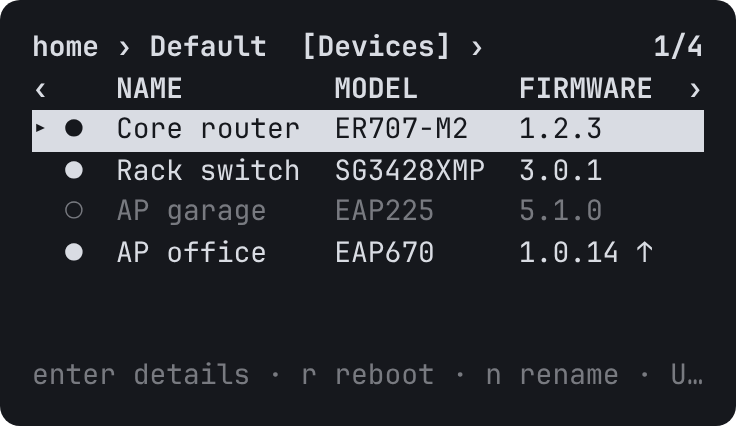 home › Default  [Devices] ›  1/4
‹ NAME  MODEL  FIRMWARE ›
▸ ● Core router  ER707-M2  1.2.3
● Rack switch  SG3428XMP  3.0.1
○ AP garage  EAP225  5.1.0
● AP office  EAP670  1.0.14 ↑
enter details · r reboot · n rename · U…